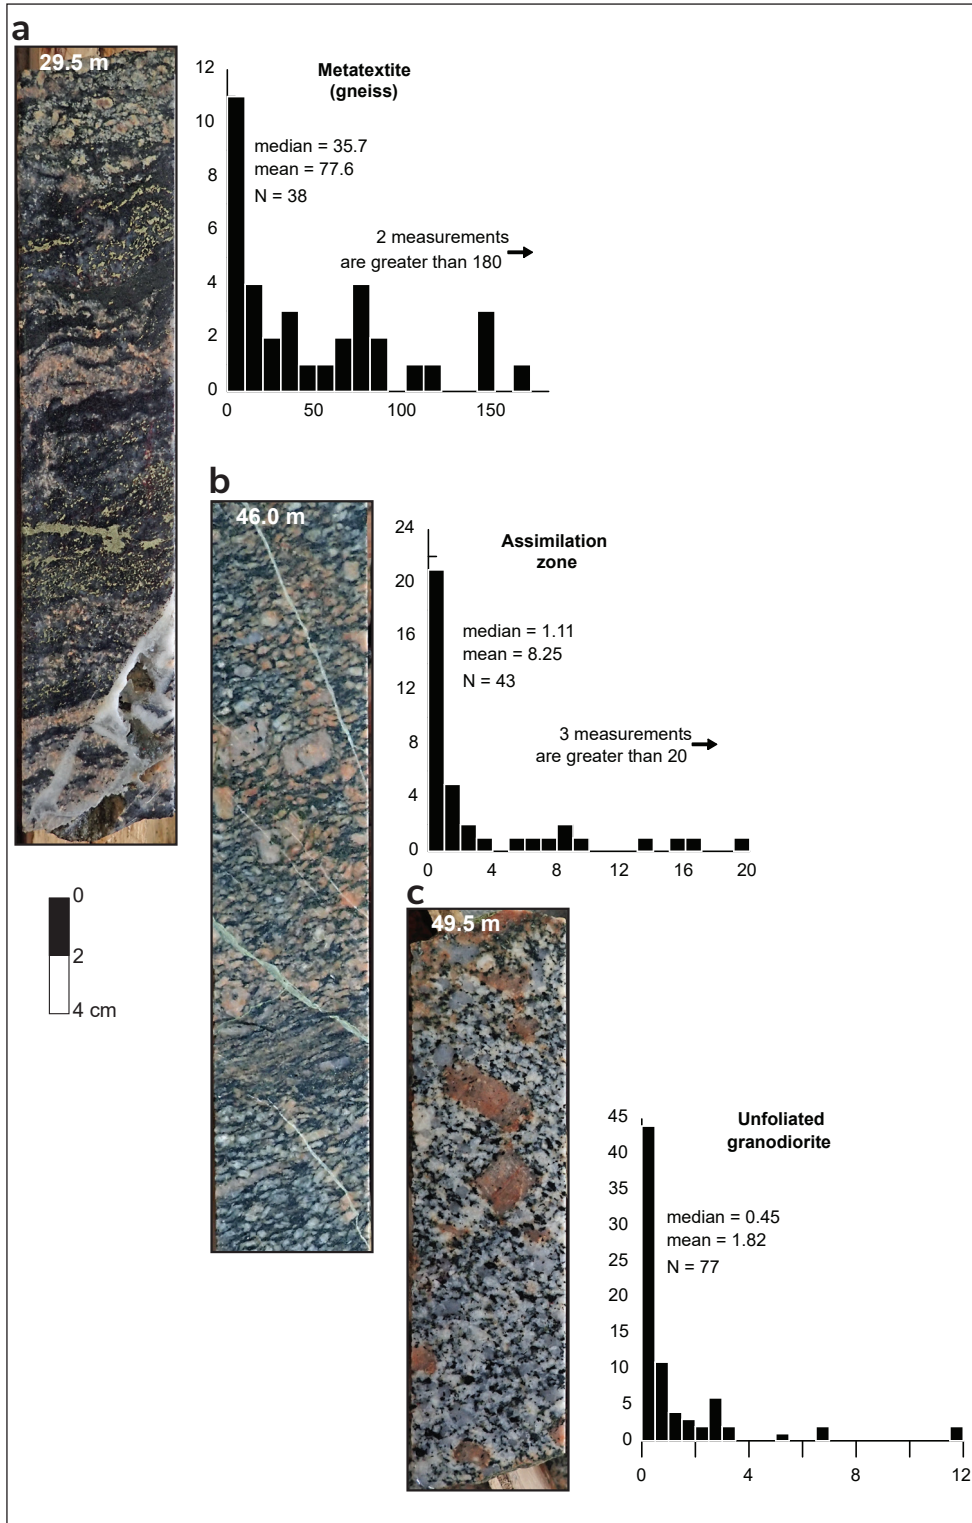 a
29.5 m
12
10
8
6
4
2
0
Metatextite
(gneiss)
median = 35.7
mean = 77.6
N = 38
2 measurements
are greater than 180
0 50 100 150
b
46.0 m
24
20
16
12
8
4
0
Assimilation
zone
median = 1.11
mean = 8.25
N = 43
3 measurements
are greater than 20
0 4 8 12 16 20
0
2
4 cm
c
49.5 m
45
40
35
30
25
20
15
10
5
0
Unfoliated
granodiorite
median = 0.45
mean = 1.82
N = 77
0 4 8 12